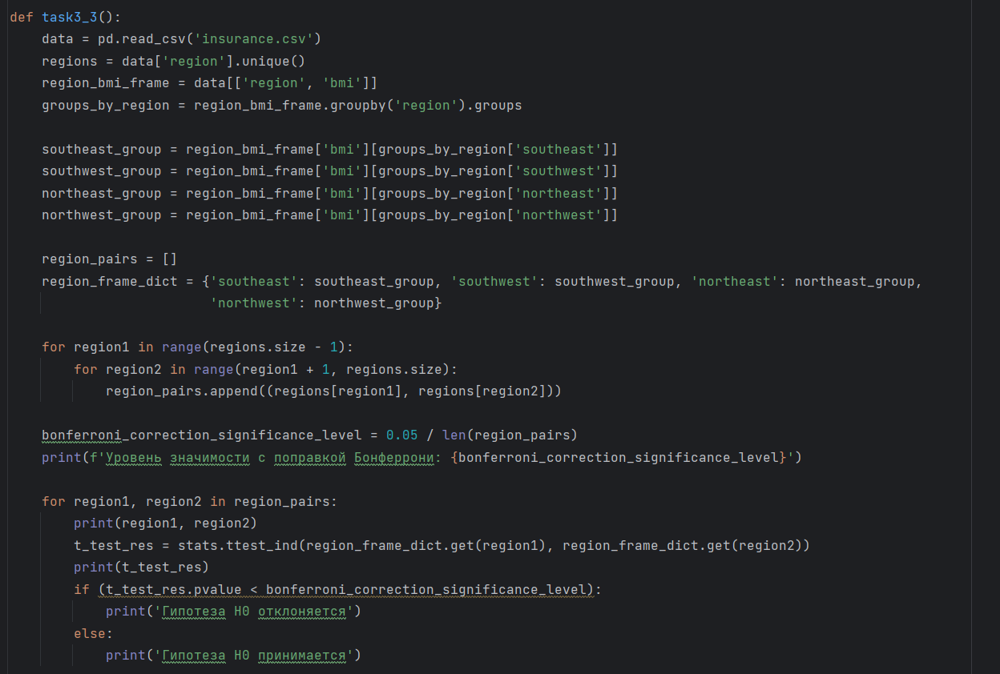 def task3_3():
    data = pd.read_csv('insurance.csv')
    regions = data['region'].unique()
    region_bmi_frame = data[['region', 'bmi']]
    groups_by_region = region_bmi_frame.groupby('region').groups

    southeast_group = region_bmi_frame['bmi'][groups_by_region['southeast']]
    southwest_group = region_bmi_frame['bmi'][groups_by_region['southwest']]
    northeast_group = region_bmi_frame['bmi'][groups_by_region['northeast']]
    northwest_group = region_bmi_frame['bmi'][groups_by_region['northwest']]

    region_pairs = []
    region_frame_dict = {'southeast': southeast_group, 'southwest': southwest_group, 'northeast': northeast_group,
                         'northwest': northwest_group}

    for region1 in range(regions.size - 1):
        for region2 in range(region1 + 1, regions.size):
            region_pairs.append((regions[region1], regions[region2]))

    bonferroni_correction_significance_level = 0.05 / len(region_pairs)
    print(f'Уровень значимости с поправкой Бонферрони: {bonferroni_correction_significance_level}')

    for region1, region2 in region_pairs:
        print(region1, region2)
        t_test_res = stats.ttest_ind(region_frame_dict.get(region1), region_frame_dict.get(region2))
        print(t_test_res)
        if (t_test_res.pvalue < bonferroni_correction_significance_level):
            print('Гипотеза H0 отклоняется')
        else:
            print('Гипотеза H0 принимается')